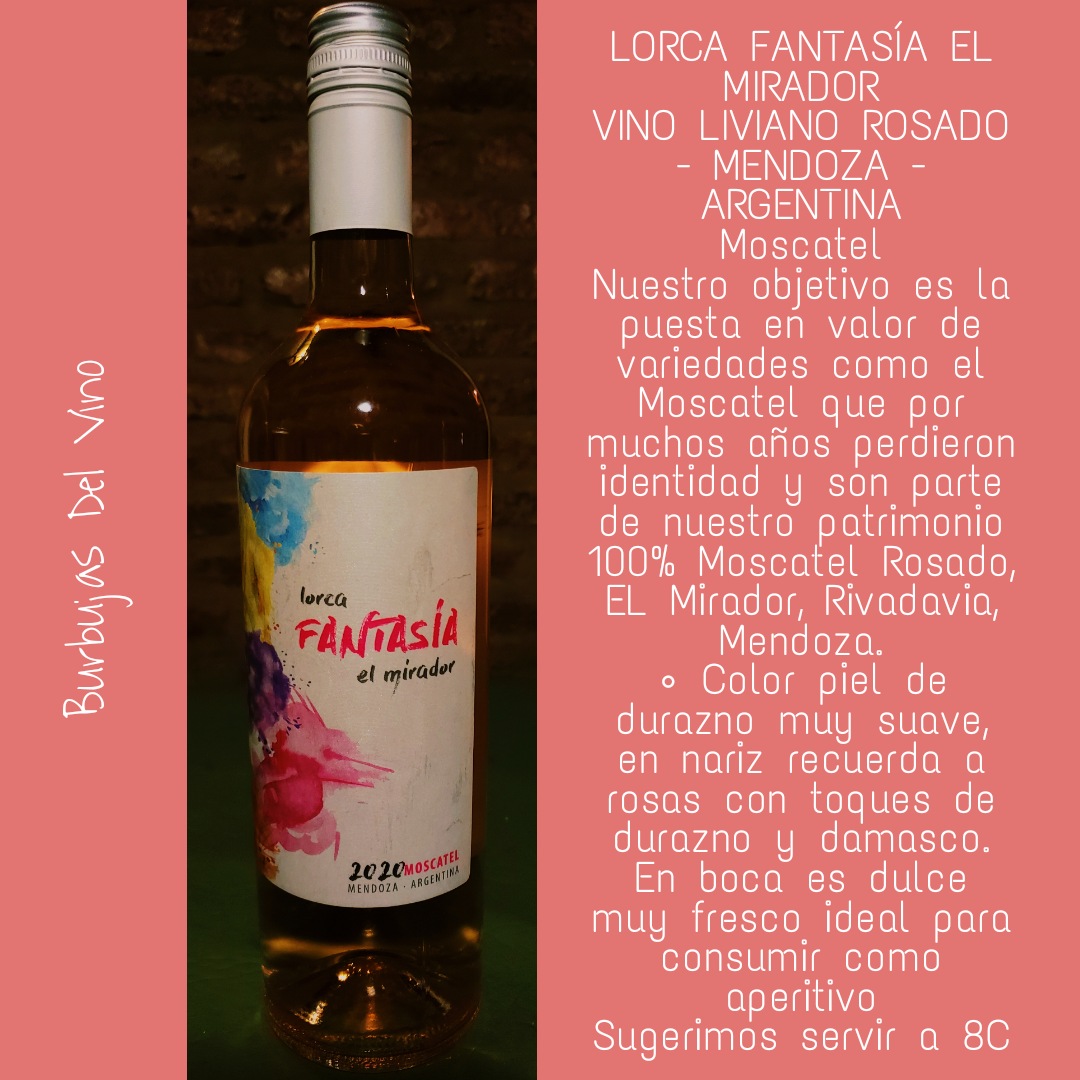 Burbujas Del Vino
lorca
FANTASÍA
el mirador
2020 MOSCATEL
MENDOZA · ARGENTINA
LORCA FANTASÍA EL
MIRADOR
VINO LIVIANO ROSADO
- MENDOZA -
ARGENTINA
Moscatel
Nuestro objetivo es la
puesta en valor de
variedades como el
Moscatel que por
muchos años perdieron
identidad y son parte
de nuestro patrimonio
100% Moscatel Rosado,
EL Mirador, Rivadavia,
Mendoza.
° Color piel de
durazno muy suave,
en nariz recuerda a
rosas con toques de
durazno y damasco.
En boca es dulce
muy fresco ideal para
consumir como
aperitivo
Sugerimos servir a 8C